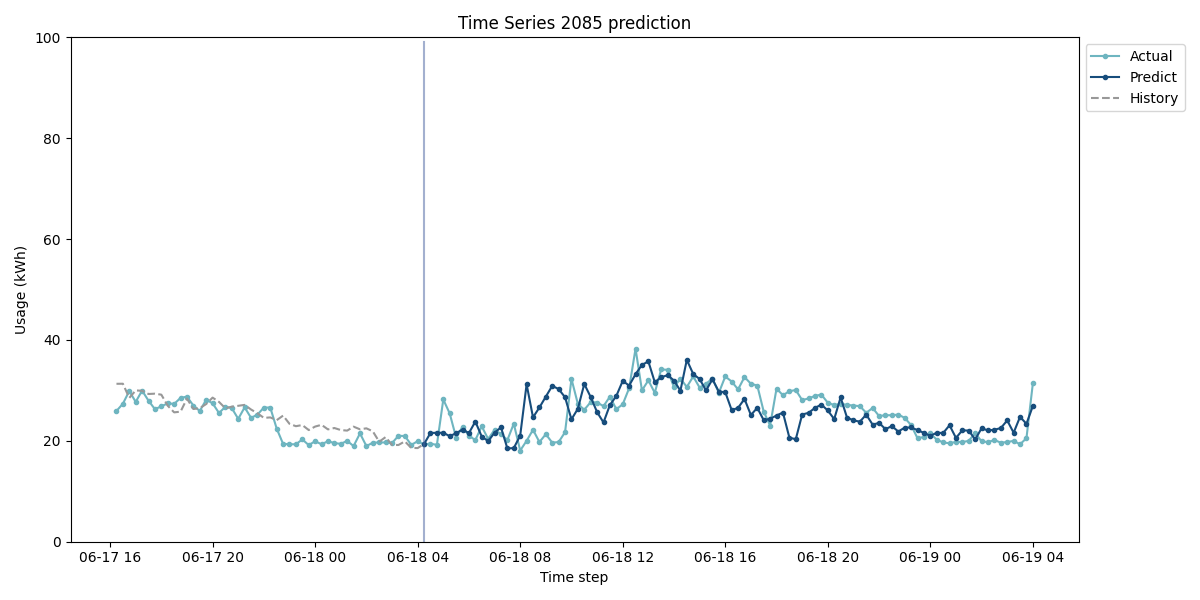 Time Series 2085 prediction
100
80
60
40
20
0
Usage (kWh)
06-17 16
06-17 20
06-18 00
06-18 04
06-18 08
06-18 12
06-18 16
06-18 20
06-19 00
06-19 04
Time step
Actual
Predict
History